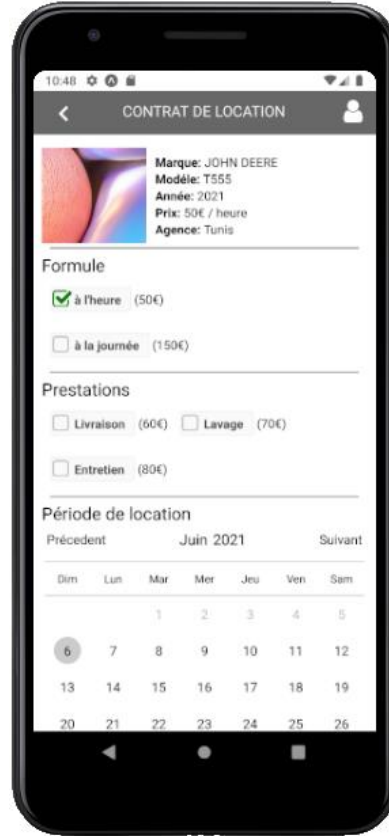 10:48
CONTRAT DE LOCATION
Marque: JOHN DEERE
Modéle: T555
Année: 2021
Prix: 50€ / heure
Agence: Tunis
Formule
à l'heure (50€)
à la journée (150€)
Prestations
Livraison (60€) Lavage (70€)
Entretien (80€)
Période de location
Précedent Juin 2021 Suivant
Dim Lun Mar Mer Jeu Ven Sam
1 2 3 4 5
6 7 8 9 10 11 12
13 14 15 16 17 18 19
20 21 22 23 24 25 26